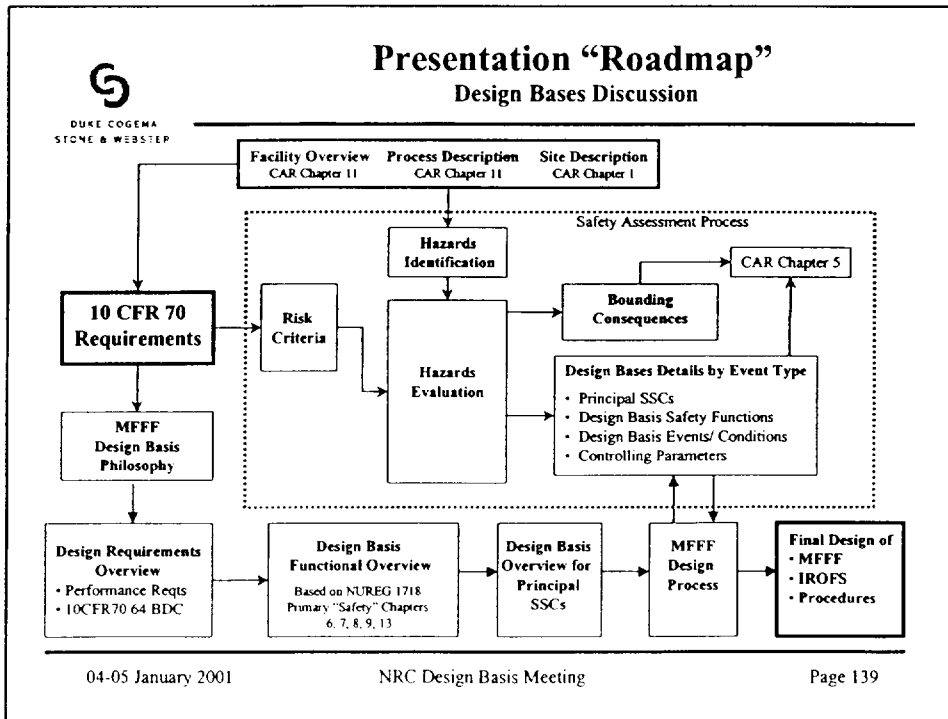 Presentation “Roadmap”
Design Bases Discussion
DUKE COGEMA
STONE & WEBSTER
Facility Overview Process Description Site Description
CAR Chapter 11 CAR Chapter 11 CAR Chapter 1
Safety Assessment Process
Hazards
Identification
CAR Chapter 5
10 CFR 70
Requirements
Risk
Criteria
Bounding
Consequences
Hazards
Evaluation
Design Bases Details by Event Type
• Principal SSCs
• Design Basis Safety Functions
• Design Basis Events/ Conditions
• Controlling Parameters
MFFF
Design Basis
Philosophy
Design Requirements
Overview
• Performance Reqts
• 10CFR70 64 BDC
Design Basis
Functional Overview
Based on NUREG 1718
Primary “Safety” Chapters
6, 7, 8, 9, 13
Design Basis
Overview for
Principal
SSCs
MFFF
Design
Process
Final Design of
• MFFF
• IROFS
• Procedures
04-05 January 2001 NRC Design Basis Meeting Page 139